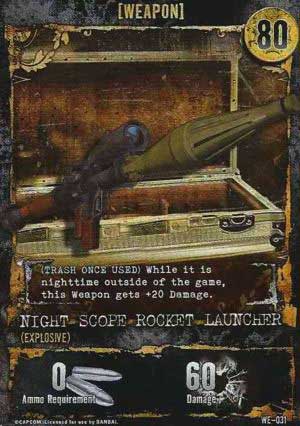 [WEAPON]
80
(TRASH ONCE USED) While it is
nighttime outside of the game,
this Weapon gets +20 Damage.
NIGHT SCOPE ROCKET LAUNCHER
(EXPLOSIVE)
0
Ammo Requirement
60
Damage
©CAPCOM Licensed for use by BANDAI.
WE-031